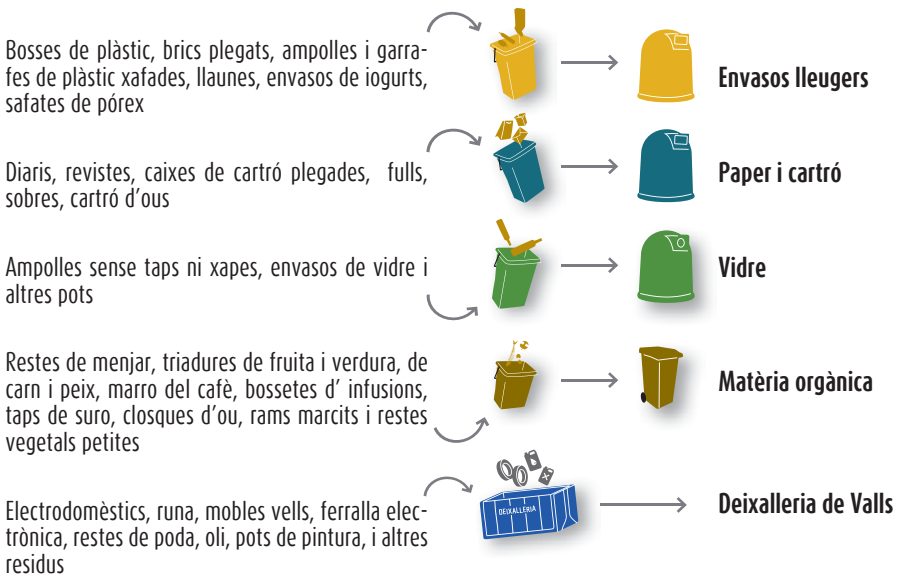 Bosses de plàstic, brics plegats, ampolles i garra-
fes de plàstic xafades, llaunes, envasos de iogurts,
safates de pórex
Envasos lleugers
Diaris, revistes, caixes de cartró plegades, fulls,
sobres, cartró d'ous
Paper i cartró
Ampolles sense taps ni xapes, envasos de vidre i
altres pots
Vidre
Restes de menjar, triadures de fruita i verdura, de
carn i peix, marro del cafè, bossetes d' infusions,
taps de suro, closques d'ou, rams marcits i restes
vegetals petites
Matèria orgànica
Electrodomèstics, runa, mobles vells, ferralla elec-
trònica, restes de poda, oli, pots de pintura, i altres
residus
DEIXALLERIA
Deixalleria de Valls